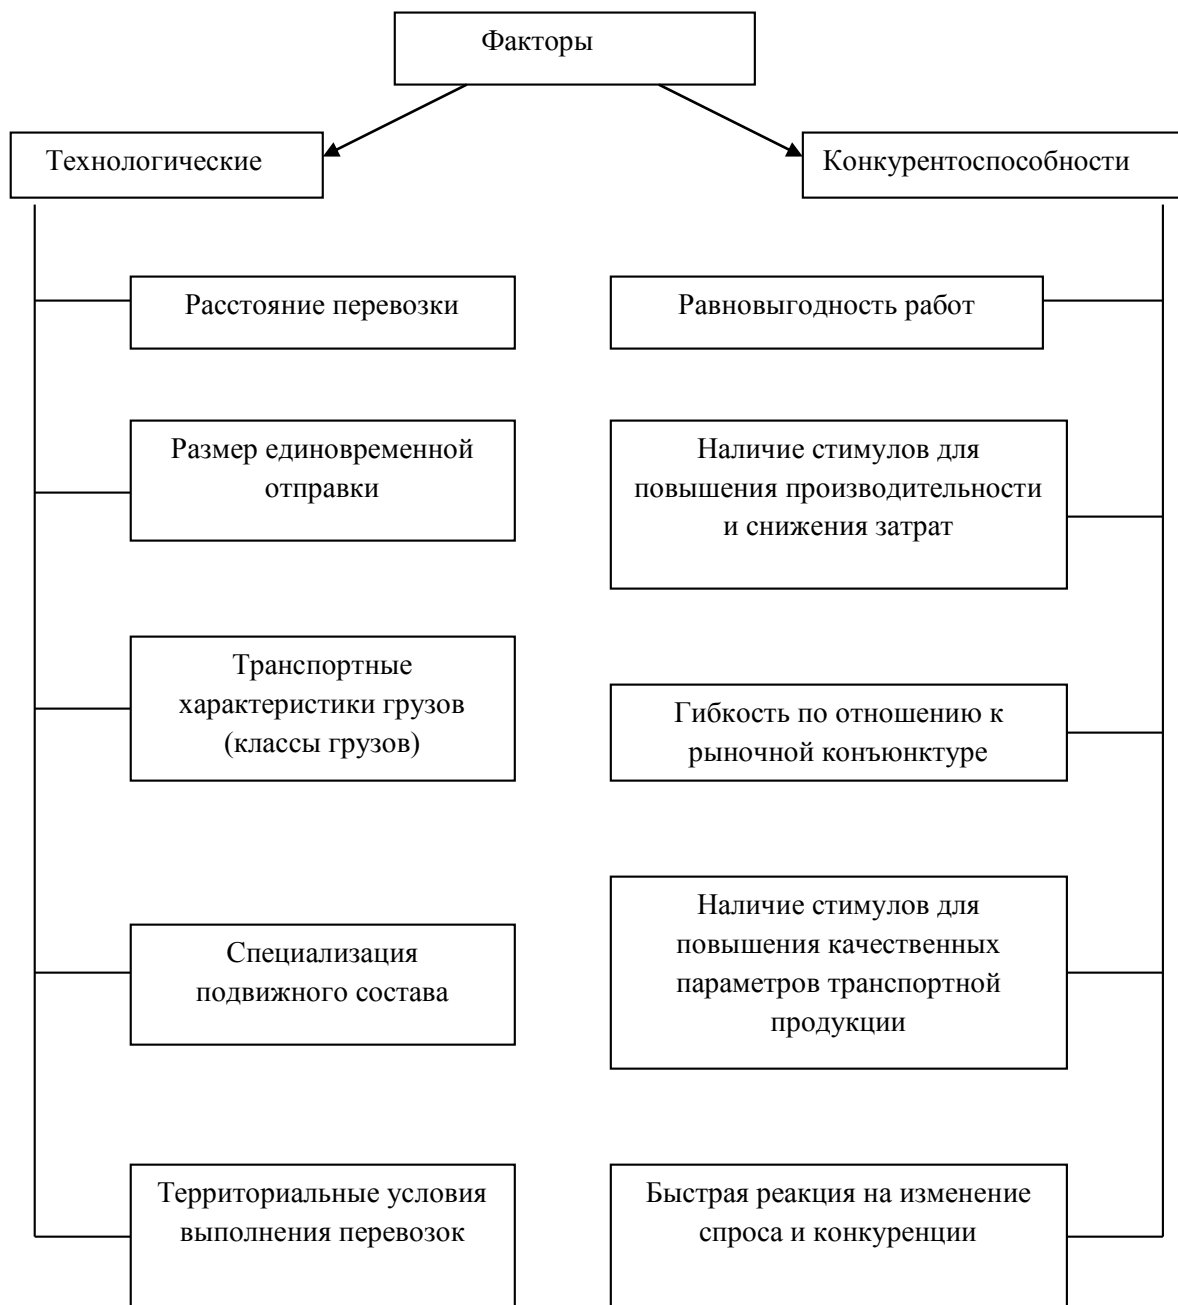 Факторы
Технологические
Конкурентоспособности
Расстояние перевозки
Равновыгодность работ
Размер единовременной
отправки
Наличие стимулов для
повышения производительности
и снижения затрат
Транспортные
характеристики грузов
(классы грузов)
Гибкость по отношению к
рыночной конъюнктуре
Специализация
подвижного состава
Наличие стимулов для
повышения качественных
параметров транспортной
продукции
Территориальные условия
выполнения перевозок
Быстрая реакция на изменение
спроса и конкуренции